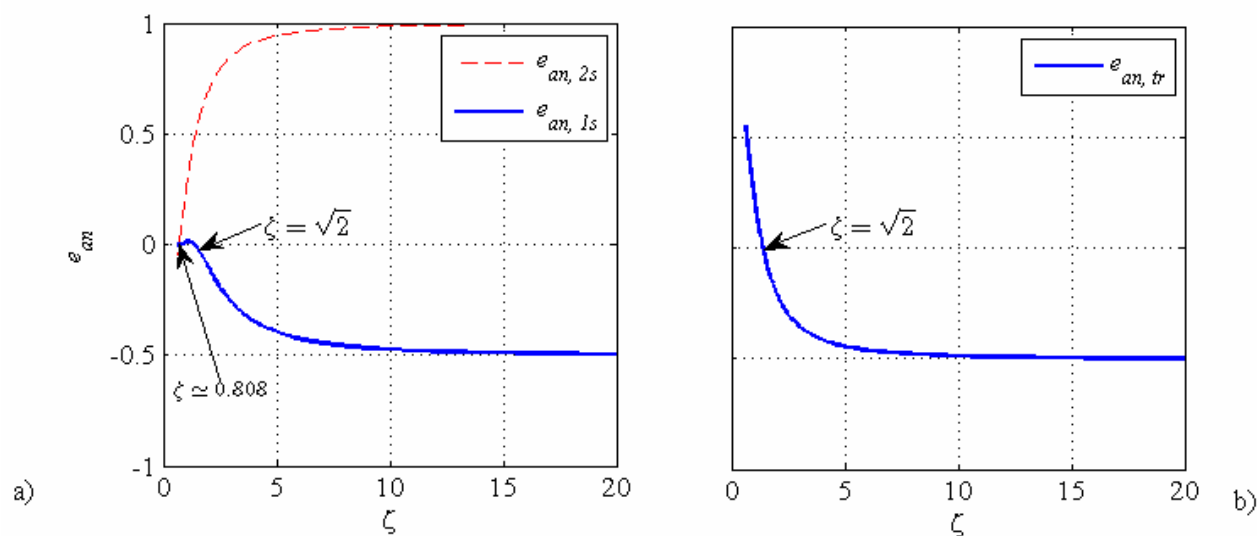 1
0.5
0
-0.5
-1
e_an
0 5 10 15 20
ζ
a)
e_an, 2s
e_an, 1s
ζ = √2
ζ ≃ 0.808
e_an, tr
ζ = √2
0 5 10 15 20
ζ
b)